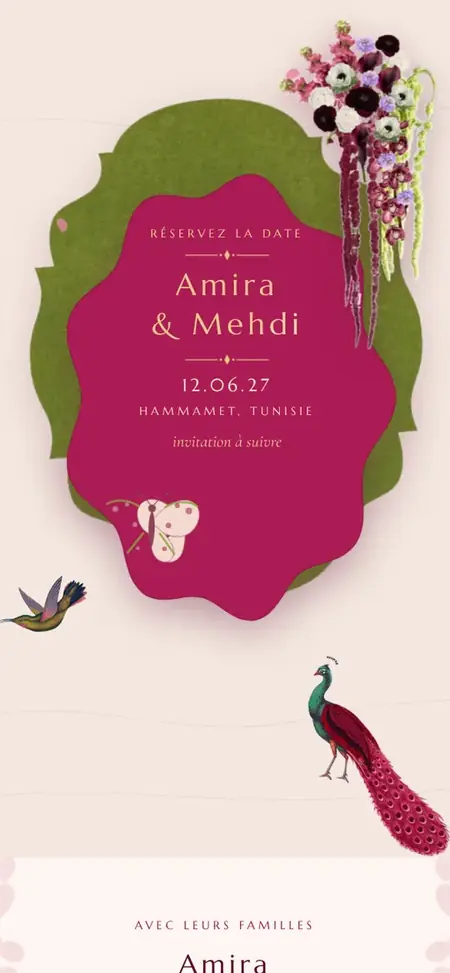 RÉSERVEZ LA DATE
Amira
& Mehdi
12.06.27
HAMMAMET, TUNISIE
invitation à suivre
AVEC LEURS FAMILLES
Amira